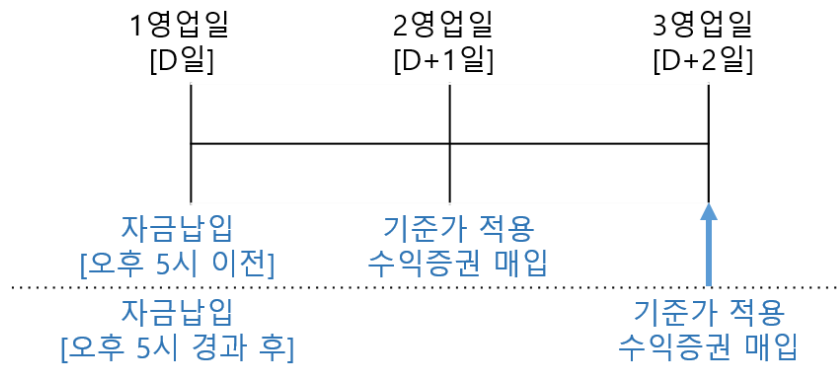 1영업일 2영업일 3영업일
[D일] [D+1일] [D+2일]
자금납입 기준가 적용
[오후 5시 이전] 수익증권 매입
자금납입 기준가 적용
[오후 5시 경과 후] 수익증권 매입